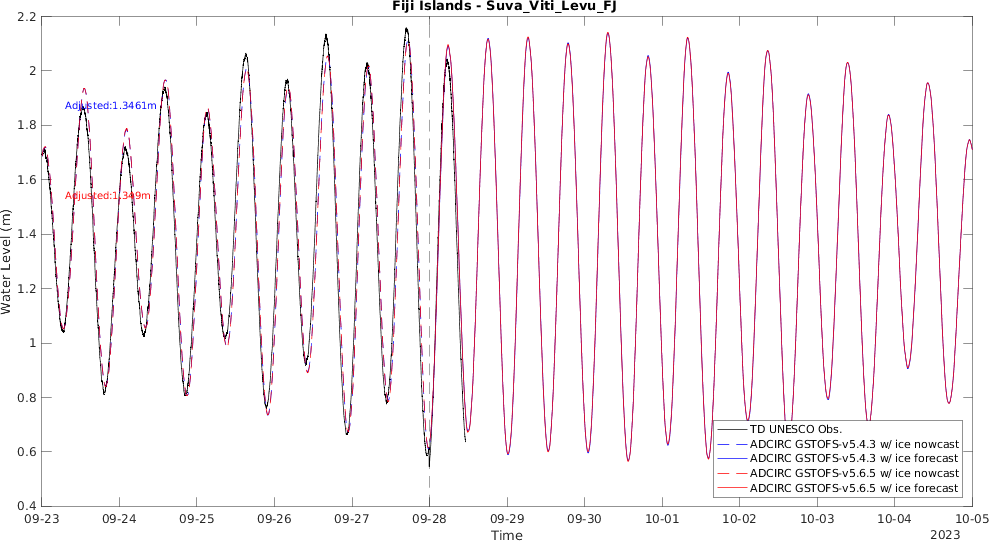 Fiji Islands - Suva_Viti_Levu_FJ
2.2
2
1.8
1.6
1.4
1.2
1
0.8
0.6
0.4
Water Level (m)
Adjusted:1.3461m
Adjusted:1.349m
TD UNESCO Obs.
ADCIRC GSTOFS-v5.4.3 w/ ice nowcast
ADCIRC GSTOFS-v5.4.3 w/ ice forecast
ADCIRC GSTOFS-v5.6.5 w/ ice nowcast
ADCIRC GSTOFS-v5.6.5 w/ ice forecast
09-23 09-24 09-25 09-26 09-27 09-28 09-29 09-30 10-01 10-02 10-03 10-04 10-05
Time
2023